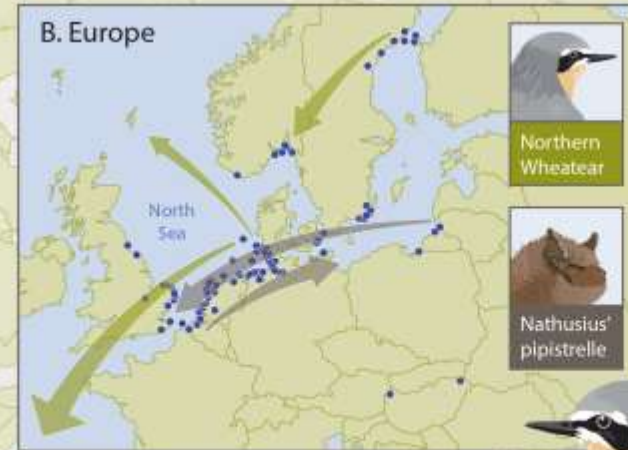 B. Europe
North
Sea
Northern
Wheatear
Nathusius'
pipistrelle